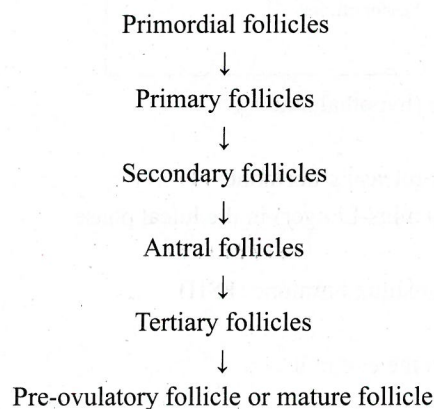 Primordial follicles
↓
Primary follicles
↓
Secondary follicles
↓
Antral follicles
↓
Tertiary follicles
↓
Pre-ovulatory follicle or mature follicle